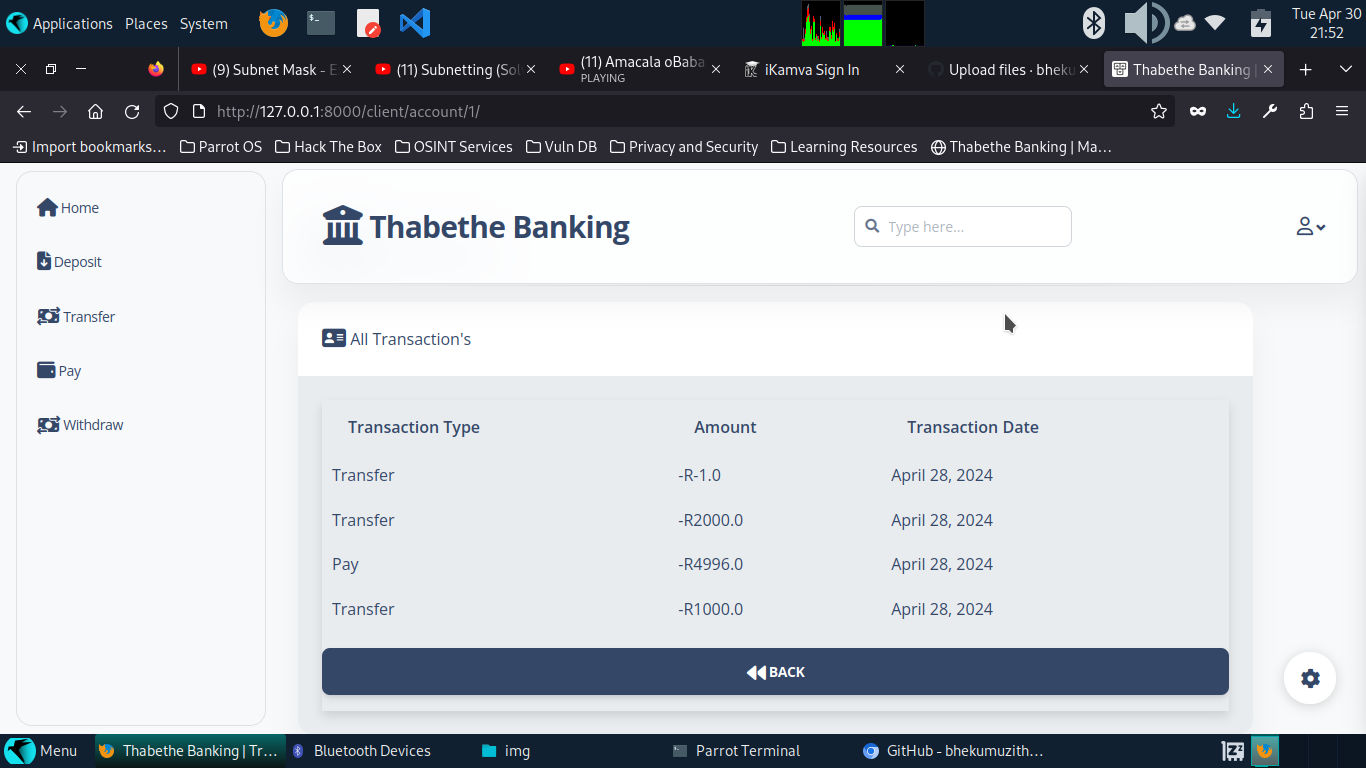 Applications Places System
Tue Apr 30
21:52
(9) Subnet Mask - E
(11) Subnetting (Sol
(11) Amacala oBaba
PLAYING
iKamva Sign In
Upload files · bheku
Thabethe Banking |
http://127.0.0.1:8000/client/account/1/
Import bookmarks... Parrot OS Hack The Box OSINT Services Vuln DB Privacy and Security Learning Resources Thabethe Banking | Ma...
Home
Deposit
Transfer
Pay
Withdraw
Thabethe Banking
Type here...
All Transaction's
Transaction Type Amount Transaction Date
Transfer -R-1.0 April 28, 2024
Transfer -R2000.0 April 28, 2024
Pay -R4996.0 April 28, 2024
Transfer -R1000.0 April 28, 2024
BACK
Menu Thabethe Banking | Tr... Bluetooth Devices img Parrot Terminal GitHub - bhekumuzith...